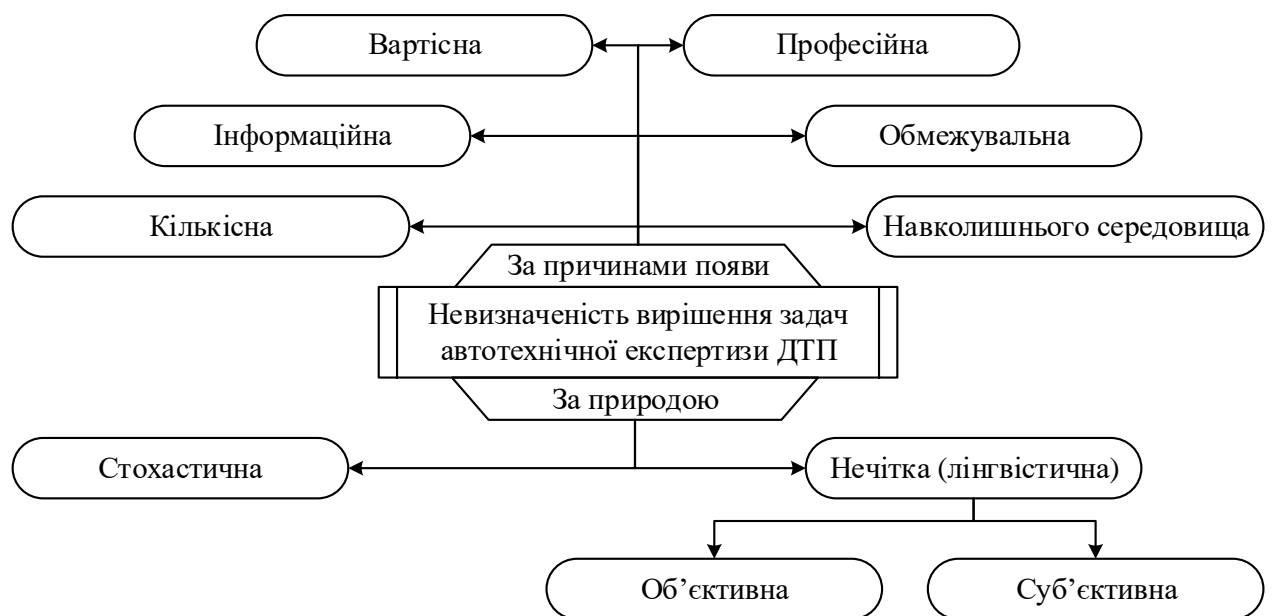 Вартісна
Професійна
Інформаційна
Обмежувальна
Кількісна
Навколишнього середовища
За причинами появи
Невизначеність вирішення задач
автотехнічної експертизи ДТП
За природою
Стохастична
Нечітка (лінгвістична)
Об’єктивна
Суб’єктивна